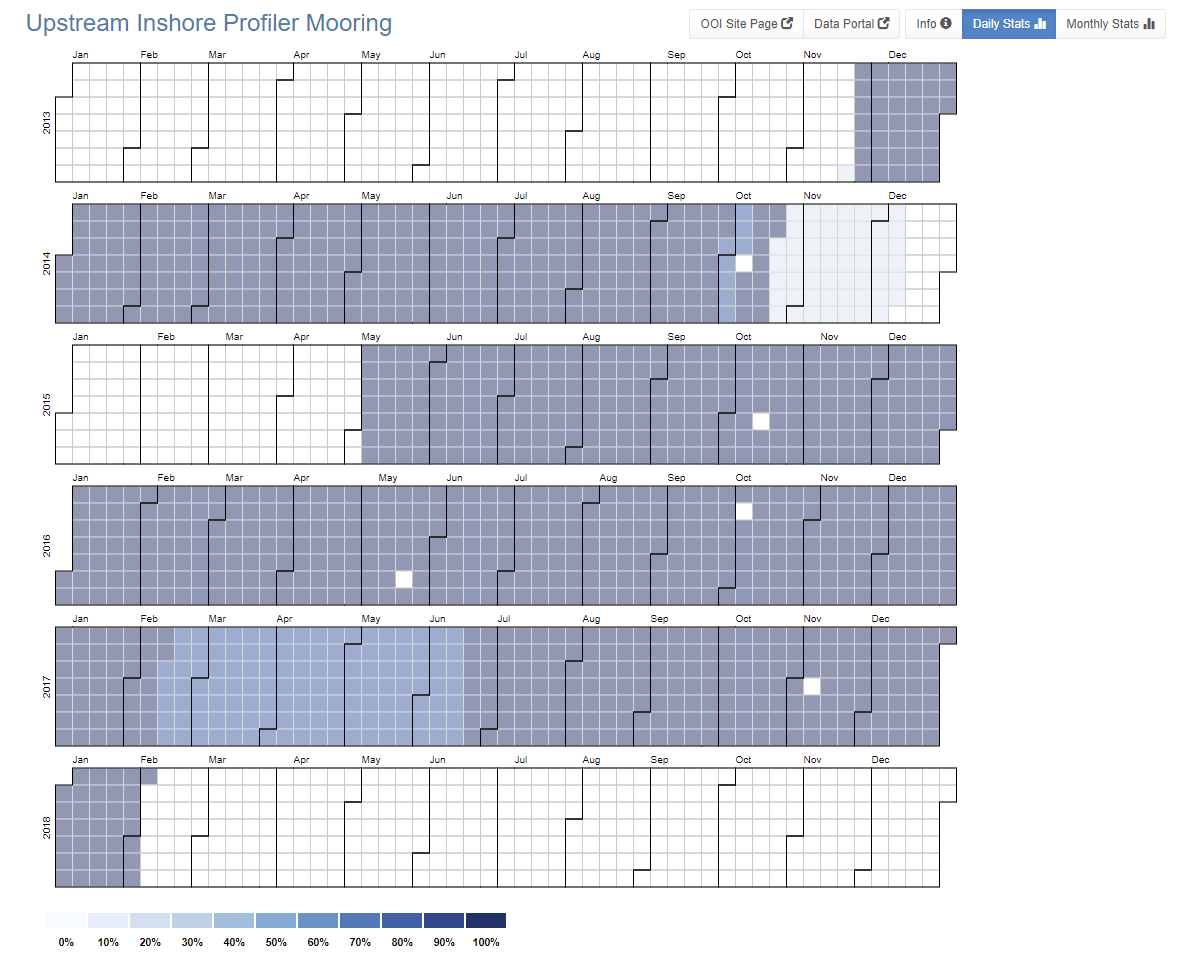 Upstream Inshore Profiler Mooring
OOI Site Page Data Portal Info Daily Stats Monthly Stats
Jan Feb Mar Apr May Jun Jul Aug Sep Oct Nov Dec
2013
Jan Feb Mar Apr May Jun Jul Aug Sep Oct Nov Dec
2014
Jan Feb Mar Apr May Jun Jul Aug Sep Oct Nov Dec
2015
Jan Feb Mar Apr May Jun Jul Aug Sep Oct Nov Dec
2016
Jan Feb Mar Apr May Jun Jul Aug Sep Oct Nov Dec
2017
Jan Feb Mar Apr May Jun Jul Aug Sep Oct Nov Dec
2018
0% 10% 20% 30% 40% 50% 60% 70% 80% 90% 100%